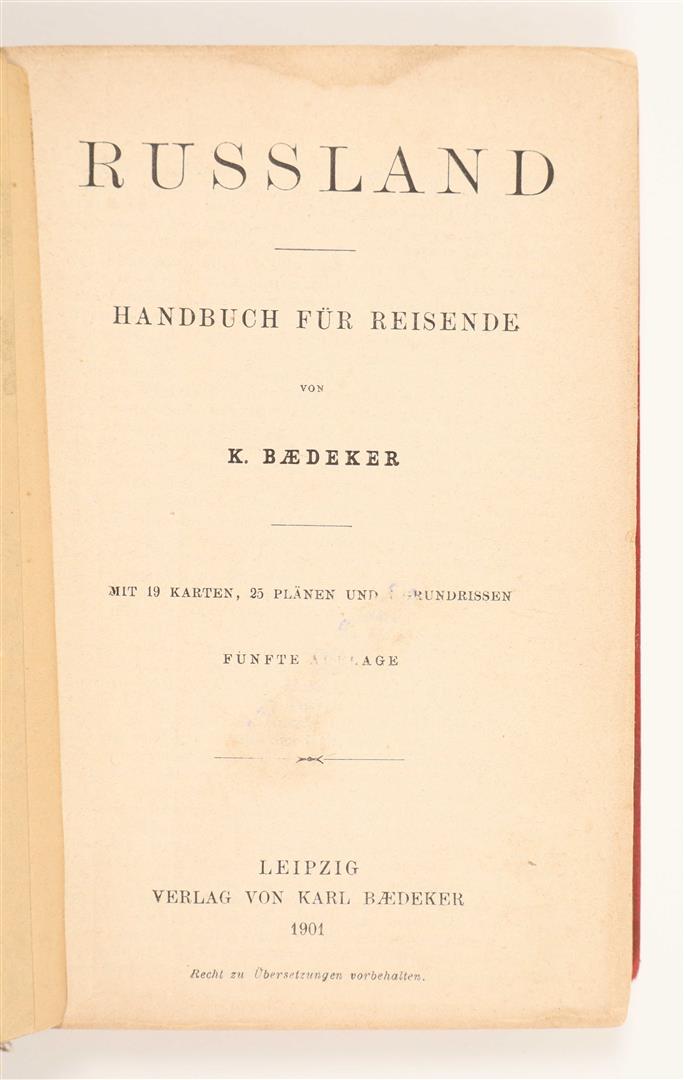 RUSSLAND
HANDBUCH FÜR REISENDE
VON
K. BÆDEKER
MIT 19 KARTEN, 25 PLÄNEN UND GRUNDRISSEN
FÜNFTE AUFLAGE
LEIPZIG
VERLAG VON KARL BÆDEKER
1901
Recht zu Übersetzungen vorbehalten.